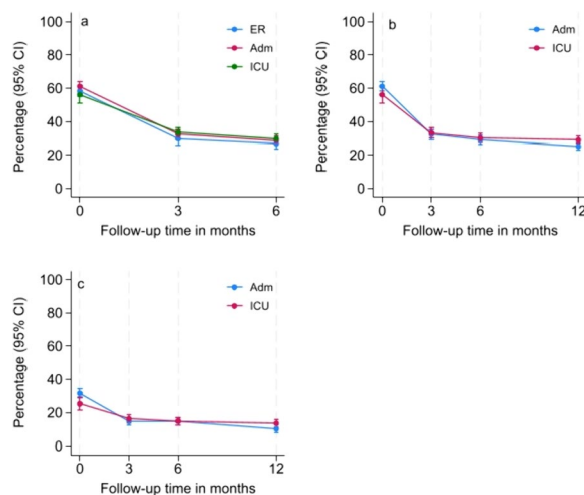 a
ER
Adm
ICU
Percentage (95% CI)
100
80
60
40
20
0
0 3 6
Follow-up time in months
b
Adm
ICU
Percentage (95% CI)
100
80
60
40
20
0
0 3 6 12
Follow-up time in months
c
Adm
ICU
Percentage (95% CI)
100
80
60
40
20
0
0 3 6 12
Follow-up time in months